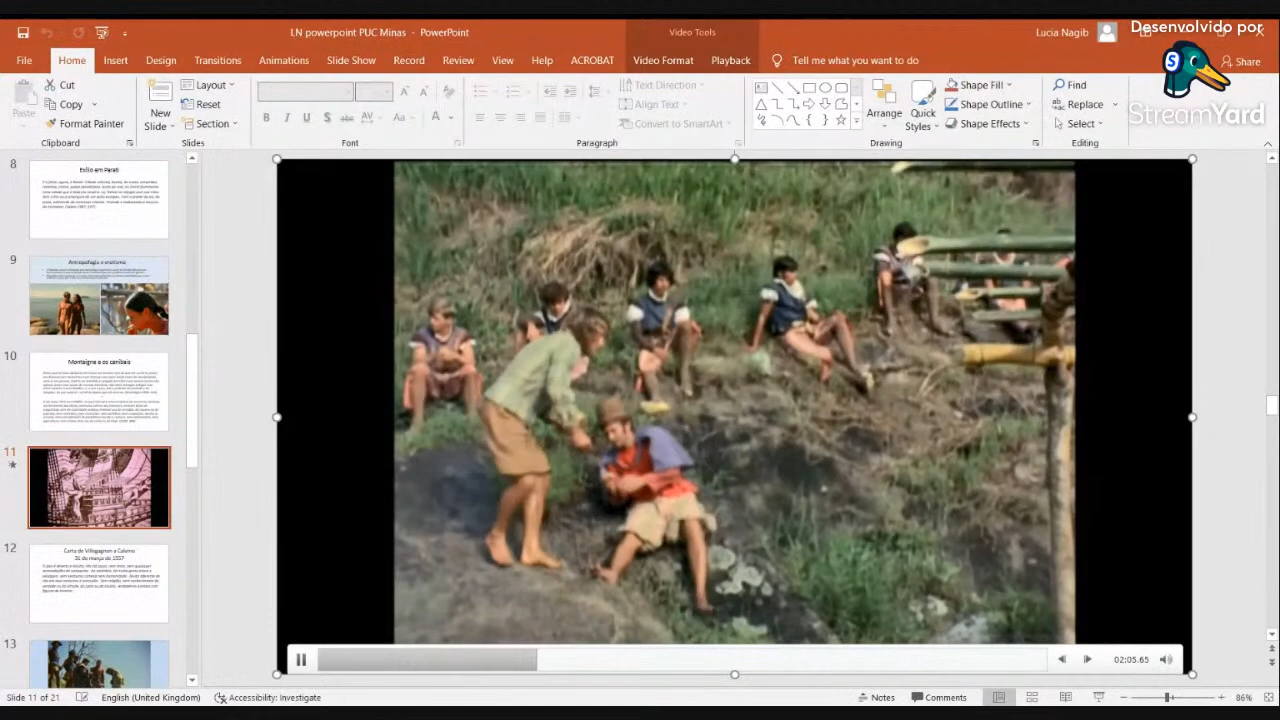 Desenvolvido por
StreamYard
LN powerpoint PUC Minas - PowerPoint
Video Tools
Lucia Nagib
File Home Insert Design Transitions Animations Slide Show Record Review View Help ACROBAT Video Format Playback Tell me what you want to do Share
Paste
Cut
Copy
Format Painter
Clipboard
New
Slide
Layout
Reset
Section
Slides
Font
Text Direction
Align Text
Convert to SmartArt
Paragraph
Arrange
Quick
Styles
Shape Fill
Shape Outline
Shape Effects
Drawing
Find
Replace
Select
Editing
8
Exílio em Parati
9
Antropofagia e erotismo
10
Montaigne e os canibais
11
12
Carta de Villegagnon a Calvino
31 de março de 1557
13
02:05.65
Slide 11 of 21 English (United Kingdom) Accessibility: Investigate Notes Comments 86%